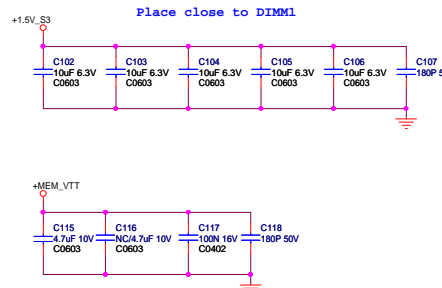 Place close to DIMM1
+1.5V_S3
C102
10uF 6.3V
C0603
C103
10uF 6.3V
C0603
C104
10uF 6.3V
C0603
C105
10uF 6.3V
C0603
C106
10uF 6.3V
C0603
C107
180P 5
+MEM_VTT
C115
4.7uF 10V
C0603
C116
NC/4.7uF 10V
C0603
C117
100N 16V
C0402
C118
180P 50V